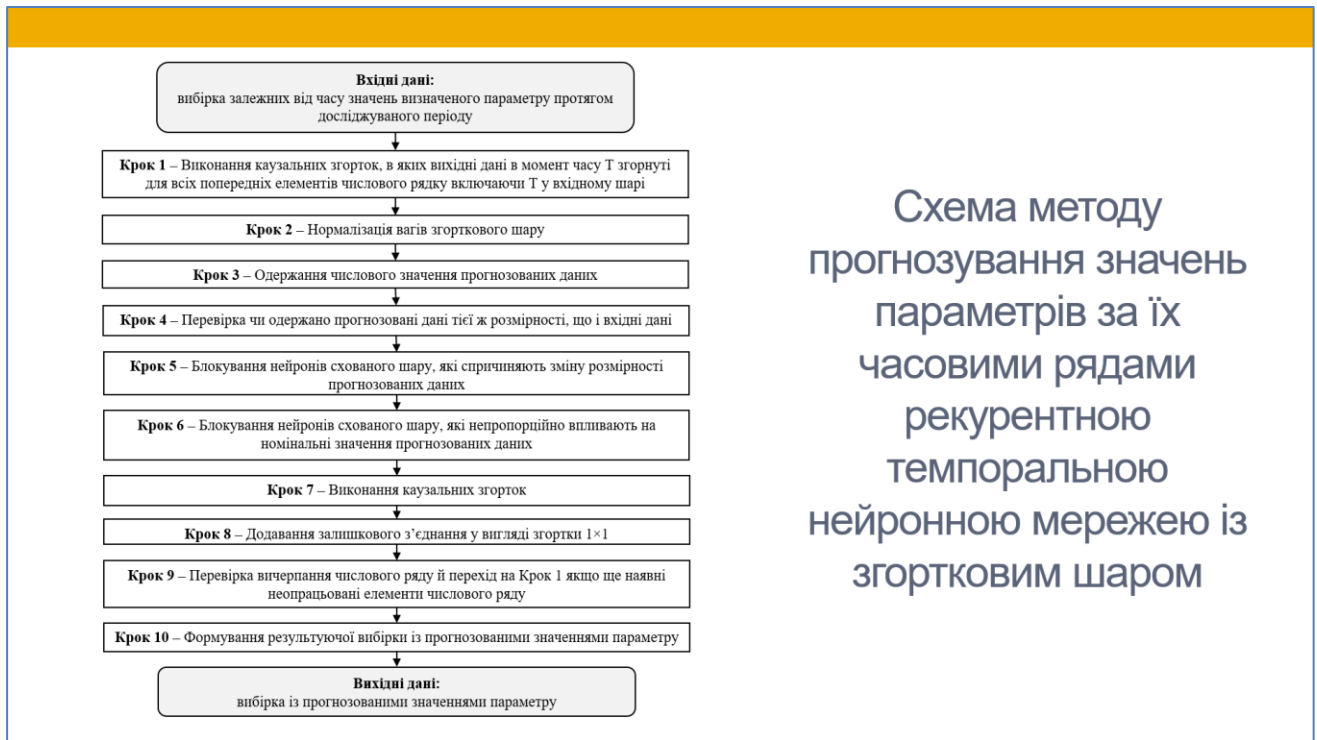 Вхідні дані:
вибірка залежних від часу значень визначеного параметру протягом
досліджуваного періоду
Крок 1 – Виконання каузальних згорток, в яких вихідні дані в момент часу T згорнуті
для всіх попередніх елементів числового рядку включаючи T у вхідному шарі
Крок 2 – Нормалізація вагів згорткового шару
Крок 3 – Одержання числового значення прогнозованих даних
Крок 4 – Перевірка чи одержано прогнозовані дані тієї ж розмірності, що і вхідні дані
Крок 5 – Блокування нейронів схованого шару, які спричиняють зміну розмірності
прогнозованих даних
Крок 6 – Блокування нейронів схованого шару, які непропорційно впливають на
номінальні значення прогнозованих даних
Крок 7 – Виконання каузальних згорток
Крок 8 – Додавання залишкового з’єднання у вигляді згортки 1×1
Крок 9 – Перевірка вичерпання числового ряду й перехід на Крок 1 якщо ще наявні
неопрацьовані елементи числового ряду
Крок 10 – Формування результуючої вибірки із прогнозованими значеннями параметру
Вихідні дані:
вибірка із прогнозованими значеннями параметру
Схема методу
прогнозування значень
параметрів за їх
часовими рядами
рекурентною
темпоральною
нейронною мережею із
згортковим шаром